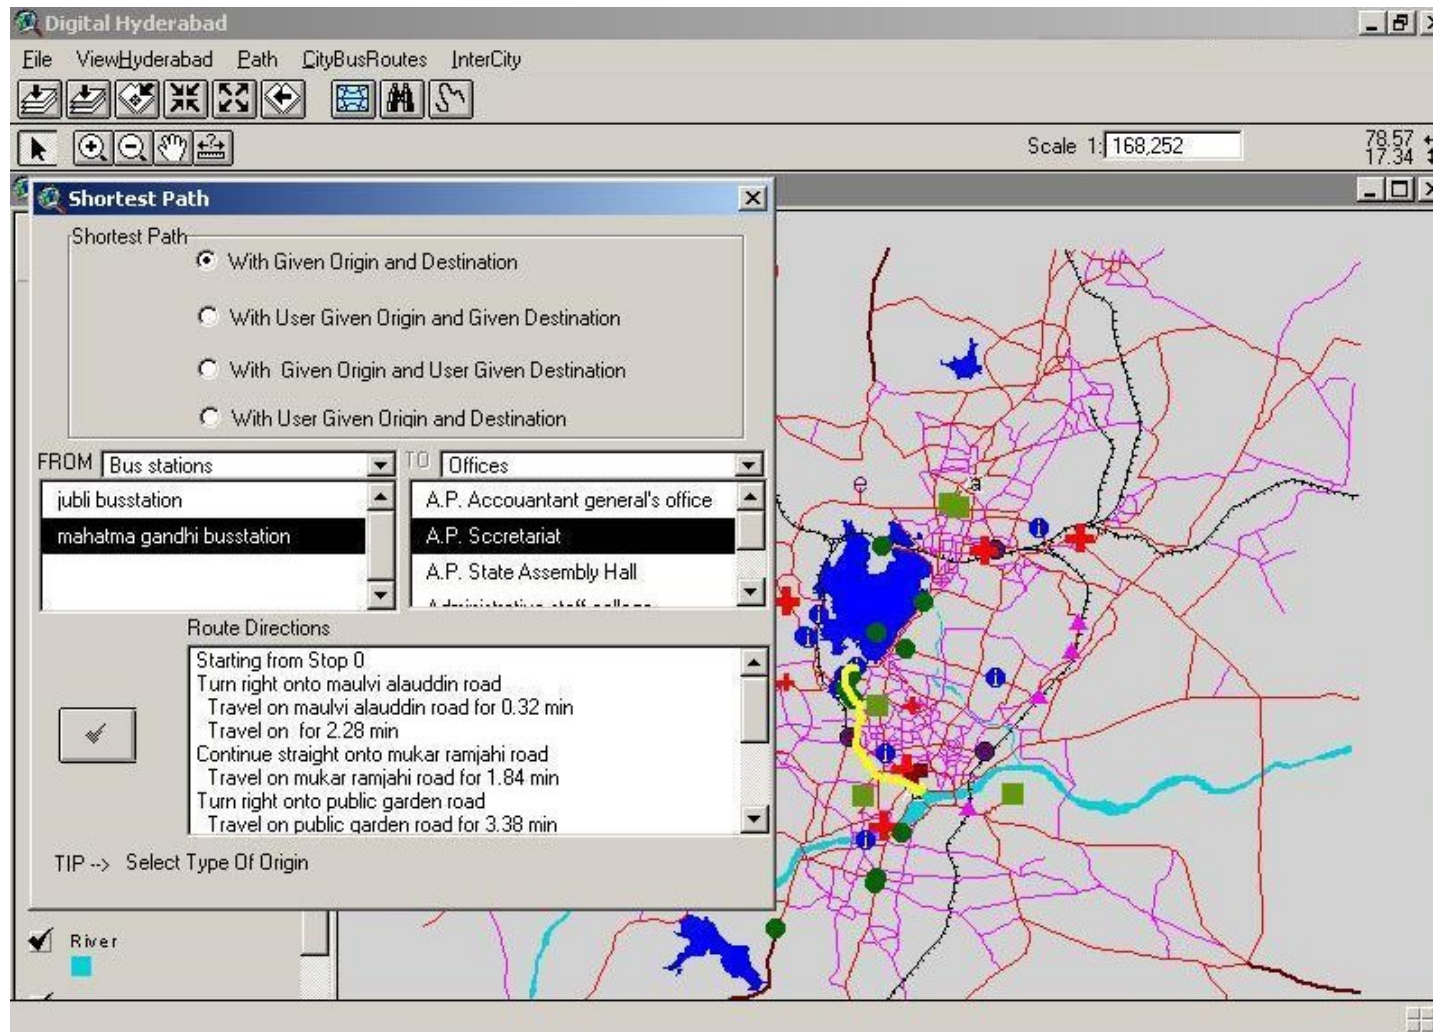 Digital Hyderabad
File ViewHyderabad Path CityBusRoutes InterCity
Scale 1: 168,252
78.57
17.34
Shortest Path
Shortest Path
With Given Origin and Destination
With User Given Origin and Given Destination
With Given Origin and User Given Destination
With User Given Origin and Destination
FROM Bus stations TO Offices
jubli busstation
mahatma gandhi busstation
A.P. Accouantant general's office
A.P. Sccretariat
A.P. State Assembly Hall
Route Directions
Starting from Stop 0
Turn right onto maulvi alauddin road
Travel on maulvi alauddin road for 0.32 min
Travel on for 2.28 min
Continue straight onto mukar ramjahi road
Travel on mukar ramjahi road for 1.84 min
Turn right onto public garden road
Travel on public garden road for 3.38 min
TIP --> Select Type Of Origin
River
e a